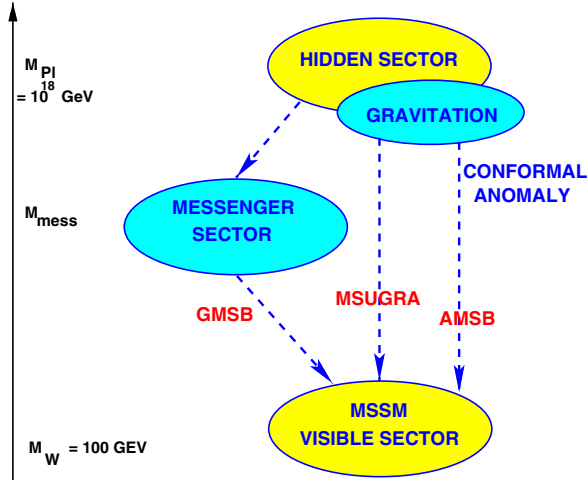 HIDDEN SECTOR
M
Pl
18
= 10 GeV
GRAVITATION
CONFORMAL
ANOMALY
MESSENGER
SECTOR
M
mess
MSUGRA
GMSB
AMSB
MSSM
VISIBLE SECTOR
M
W
= 100 GEV